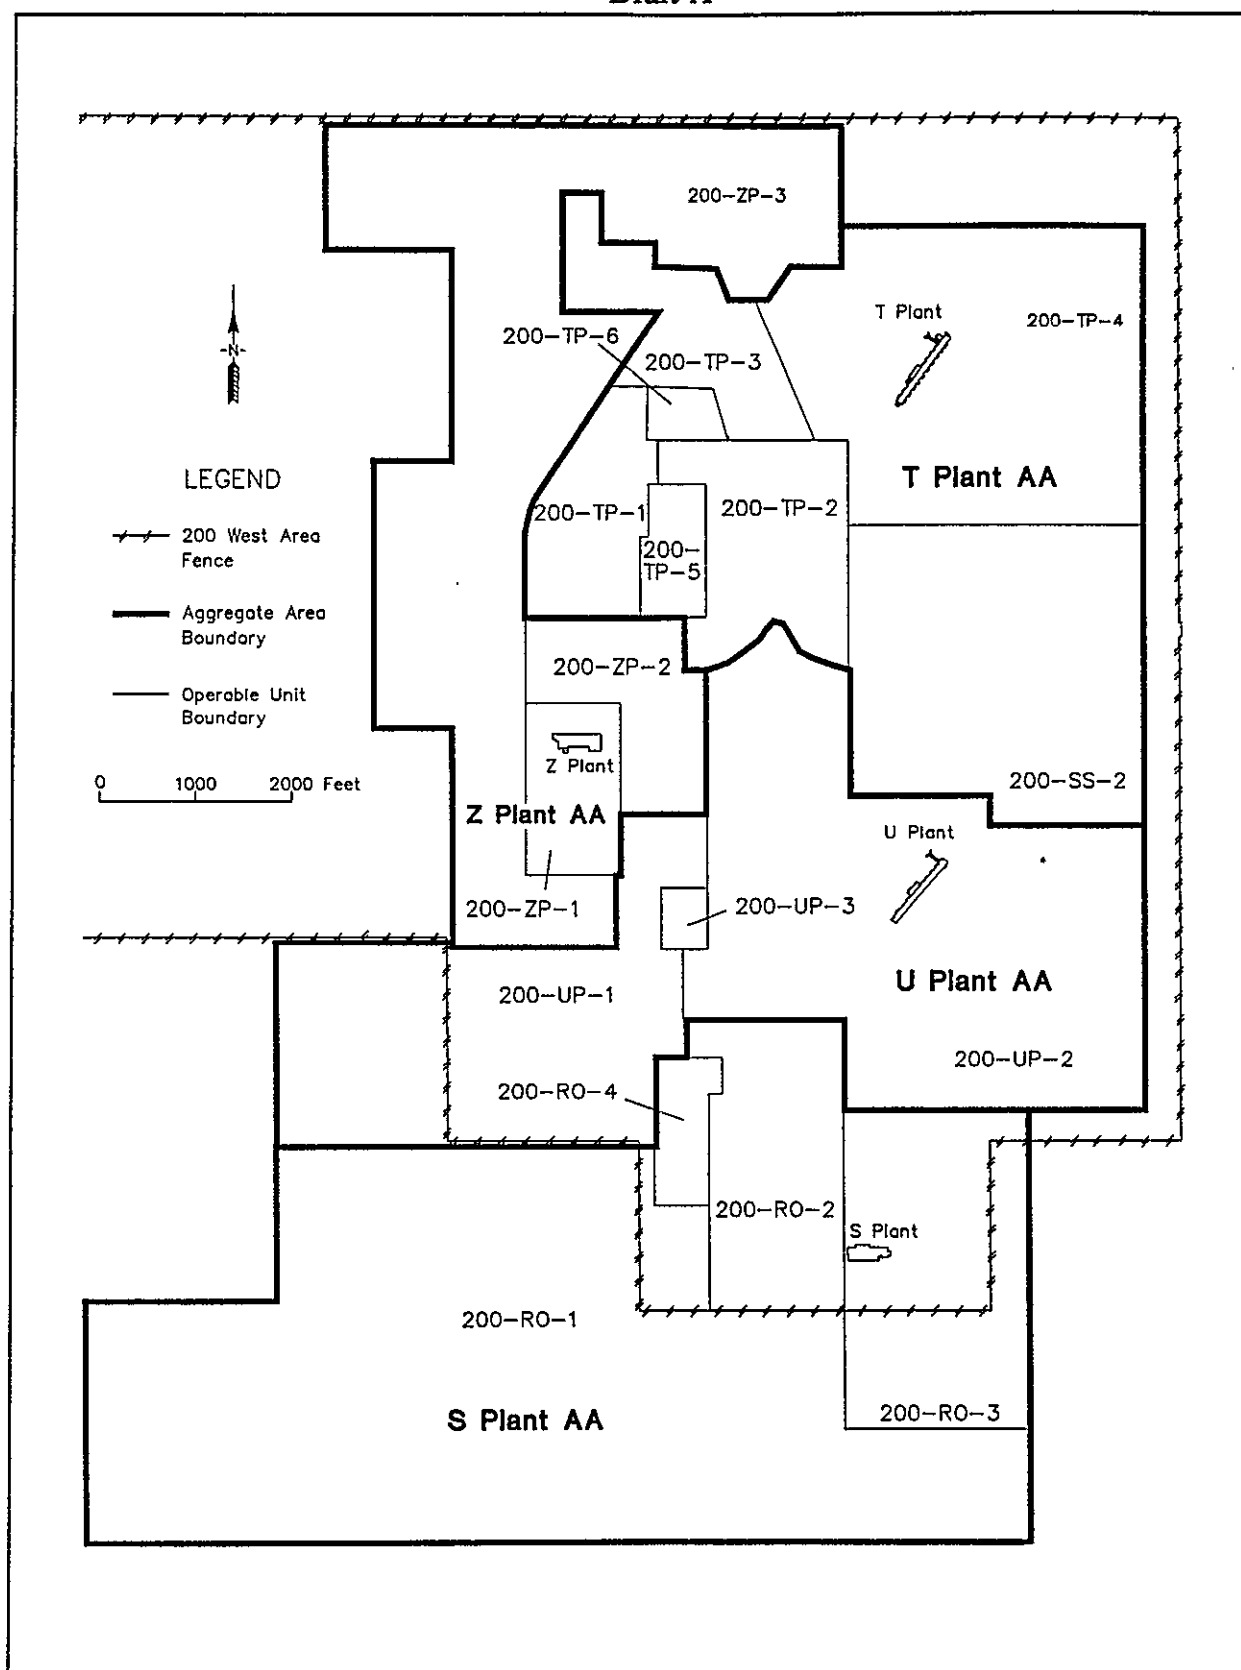 200-ZP-3
T Plant
200-TP-4
200-TP-6
200-TP-3
-N-
T Plant AA
LEGEND
200-TP-1
200-TP-2
200 West Area
Fence
200-
TP-5
Aggregate Area
Boundary
200-ZP-2
Operable Unit
Boundary
Z Plant
0 1000 2000 Feet
200-SS-2
Z Plant AA
U Plant
200-ZP-1
200-UP-3
200-UP-1
U Plant AA
200-UP-2
200-RO-4
200-RO-2
S Plant
200-RO-1
200-RO-3
S Plant AA